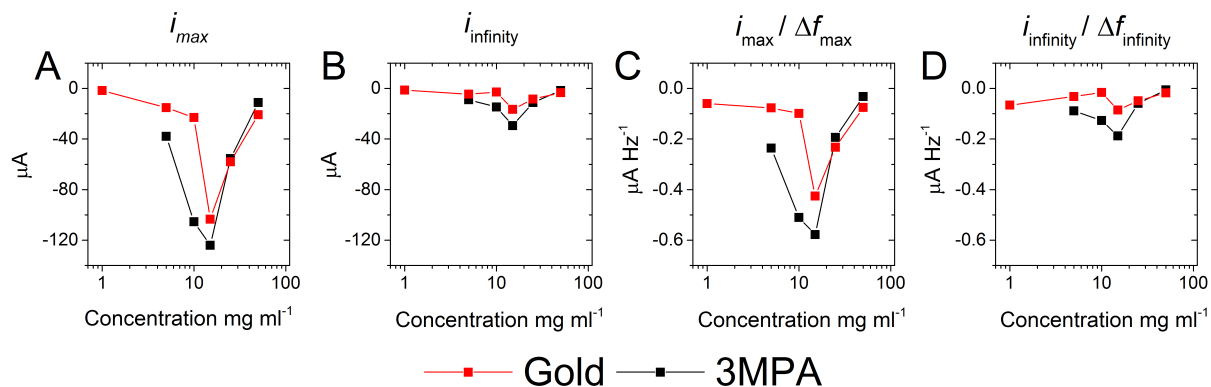 i_max
i_infinity
i_max / Δf_max
i_infinity / Δf_infinity
A
B
C
D
0
-40
-80
-120
μA
1
10
100
Concentration mg ml⁻¹
0
-40
-80
-120
μA
1
10
100
Concentration mg ml⁻¹
0.0
-0.2
-0.4
-0.6
μA Hz⁻¹
1
10
100
Concentration mg ml⁻¹
0.0
-0.2
-0.4
-0.6
μA Hz⁻¹
1
10
100
Concentration mg ml⁻¹
Gold
3MPA